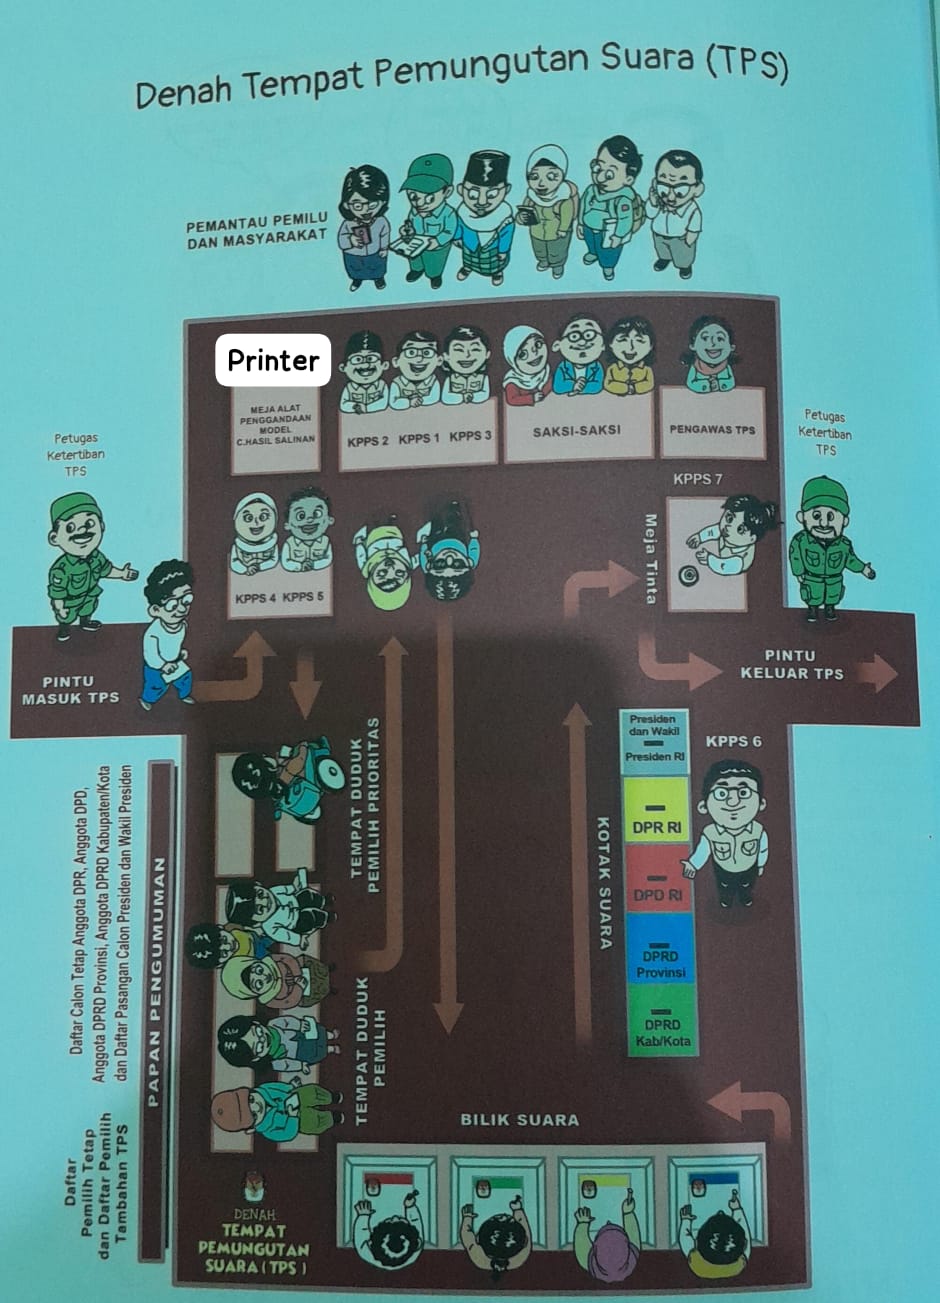 Denah Tempat Pemungutan Suara (TPS)
PEMANTAU PEMILU
DAN MASYARAKAT
Printer
MEJA ALAT
PENGGANDAAN
MODEL
C.HASIL SALINAN
KPPS 2 KPPS 1 KPPS 3
SAKSI-SAKSI
PENGAWAS TPS
Petugas
Ketertiban
TPS
Petugas
Ketertiban
TPS
KPPS 7
Meja Tinta
KPPS 4 KPPS 5
PINTU
MASUK TPS
PINTU
KELUAR TPS
TEMPAT DUDUK
PEMILIH PRIORITAS
Presiden
dan Wakil
Presiden RI
KPPS 6
DPR RI
DPD RI
DPRD
Provinsi
DPRD
Kab/Kota
KOTAK SUARA
Daftar Calon Tetap Anggota DPR, Anggota DPD,
Anggota DPRD Provinsi, Anggota DPRD Kabupaten/Kota
dan Daftar Pasangan Calon Presiden dan Wakil Presiden
PAPAN PENGUMUMAN
Daftar
Pemilih Tetap
dan Daftar Pemilih
Tambahan TPS
TEMPAT DUDUK
PEMILIH
BILIK SUARA
DENAH
TEMPAT
PEMUNGUTAN
SUARA ( TPS )